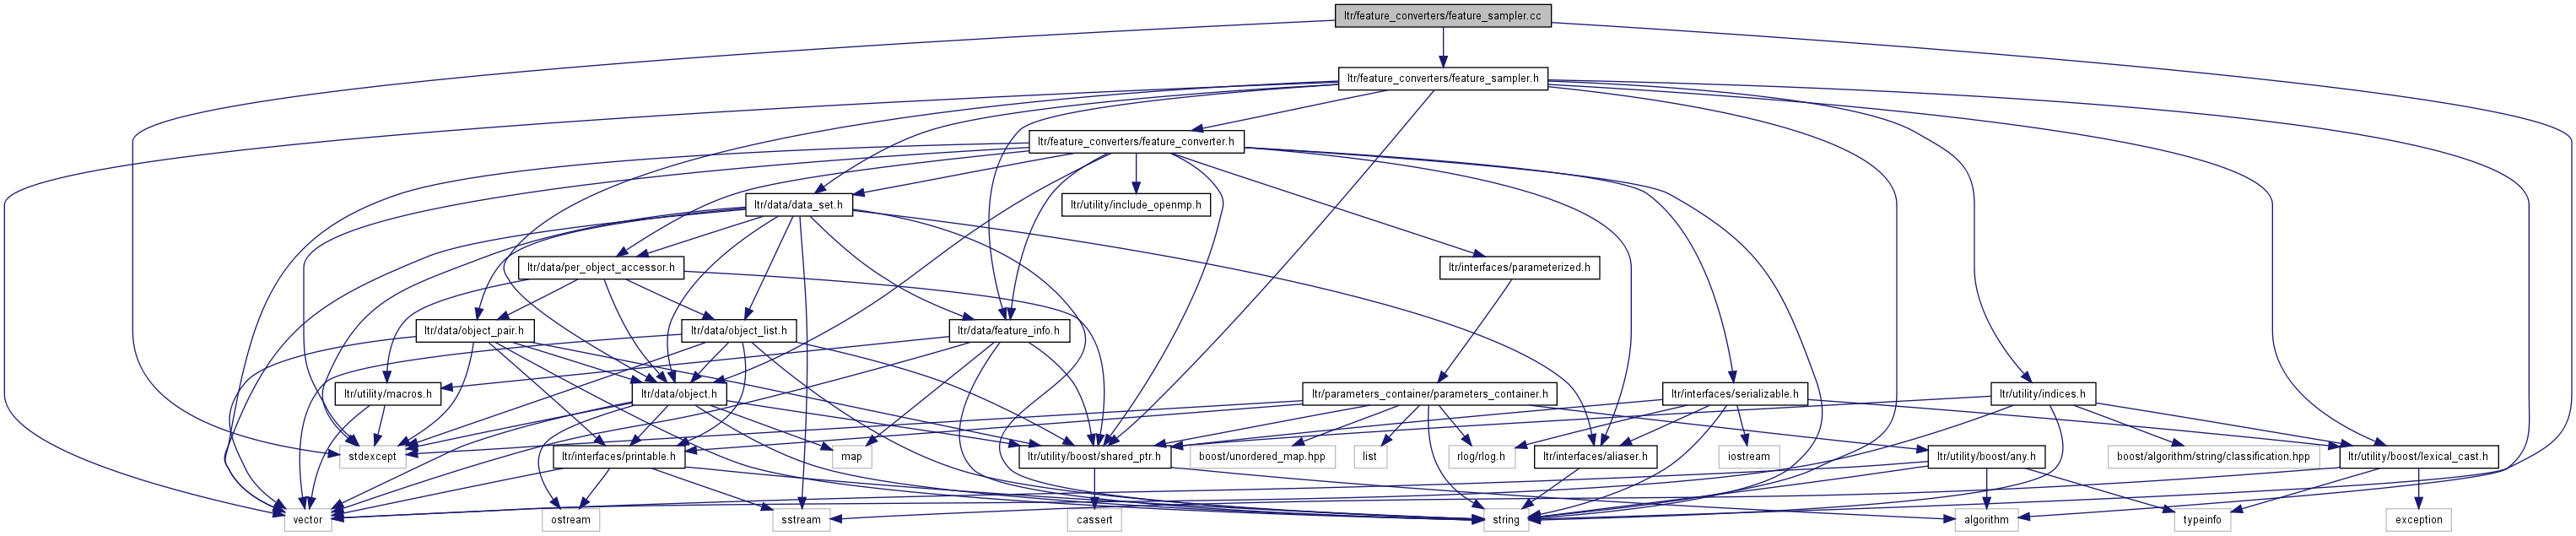 ltr/feature_converters/feature_sampler.cc
ltr/feature_converters/feature_sampler.h
ltr/feature_converters/feature_converter.h
ltr/data/data_set.h
ltr/utility/include_openmp.h
ltr/data/per_object_accessor.h
ltr/interfaces/parameterized.h
ltr/data/object_pair.h
ltr/data/object_list.h
ltr/data/feature_info.h
ltr/utility/macros.h
ltr/data/object.h
ltr/parameters_container/parameters_container.h
ltr/interfaces/serializable.h
ltr/utility/indices.h
stdexcept
ltr/interfaces/printable.h
map
ltr/utility/boost/shared_ptr.h
boost/unordered_map.hpp
list
rlog/rlog.h
ltr/interfaces/aliaser.h
iostream
ltr/utility/boost/any.h
boost/algorithm/string/classification.hpp
ltr/utility/boost/lexical_cast.h
vector
ostream
sstream
cassert
string
algorithm
typeinfo
exception